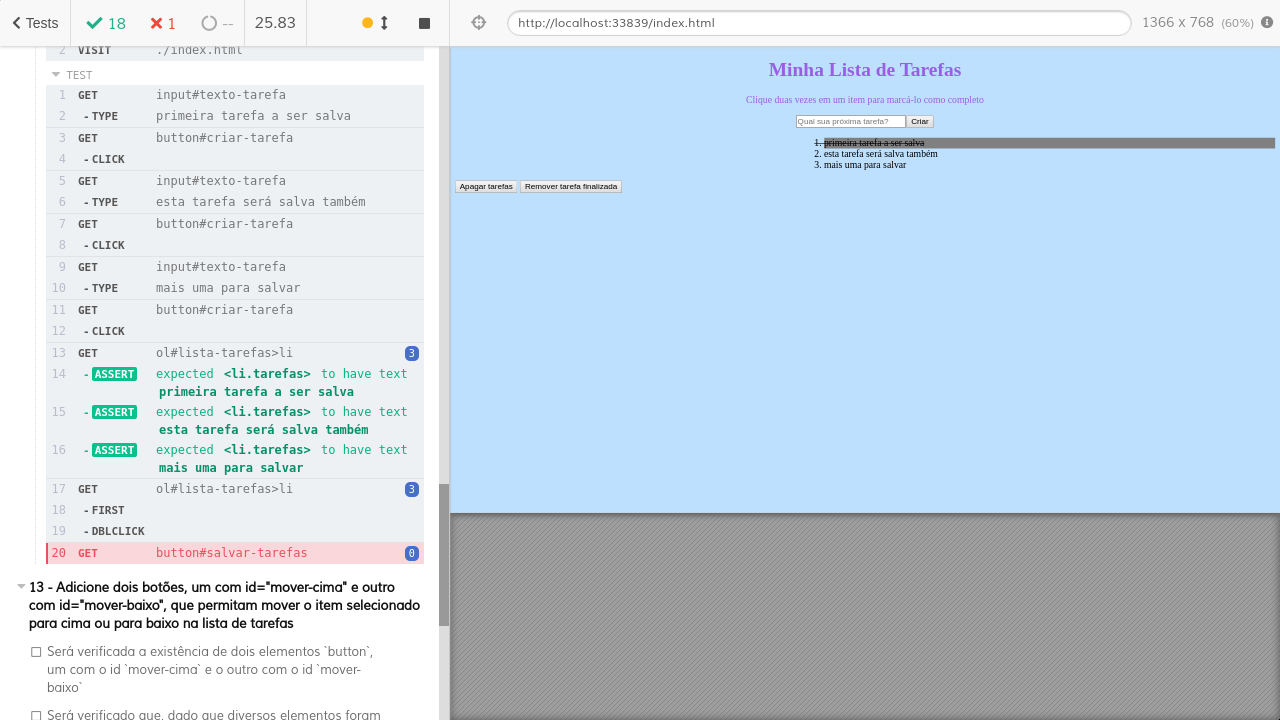 Tests
18
1
--
25.83
http://localhost:33839/index.html
1366 x 768 (60%)
2 VISIT ./index.html
TEST
1 GET input#texto-tarefa
2 -TYPE primeira tarefa a ser salva
3 GET button#criar-tarefa
4 -CLICK
5 GET input#texto-tarefa
6 -TYPE esta tarefa será salva também
7 GET button#criar-tarefa
8 -CLICK
9 GET input#texto-tarefa
10 -TYPE mais uma para salvar
11 GET button#criar-tarefa
12 -CLICK
13 GET ol#lista-tarefas>li 3
14 -ASSERT expected <li.tarefas> to have text
primeira tarefa a ser salva
15 -ASSERT expected <li.tarefas> to have text
esta tarefa será salva também
16 -ASSERT expected <li.tarefas> to have text
mais uma para salvar
17 GET ol#lista-tarefas>li 3
18 -FIRST
19 -DBLCLICK
20 GET button#salvar-tarefas 0
13 - Adicione dois botões, um com id="mover-cima" e outro
com id="mover-baixo", que permitam mover o item selecionado
para cima ou para baixo na lista de tarefas
Será verificada a existência de dois elementos `button`,
um com o id `mover-cima` e o outro com o id `mover-
baixo`
Será verificado que, dado que diversos elementos foram
Minha Lista de Tarefas
Clique duas vezes em um item para marcá-lo como completo
Qual sua próxima tarefa? Criar
1. primeira tarefa a ser salva
2. esta tarefa será salva também
3. mais uma para salvar
Apagar tarefas Remover tarefa finalizada